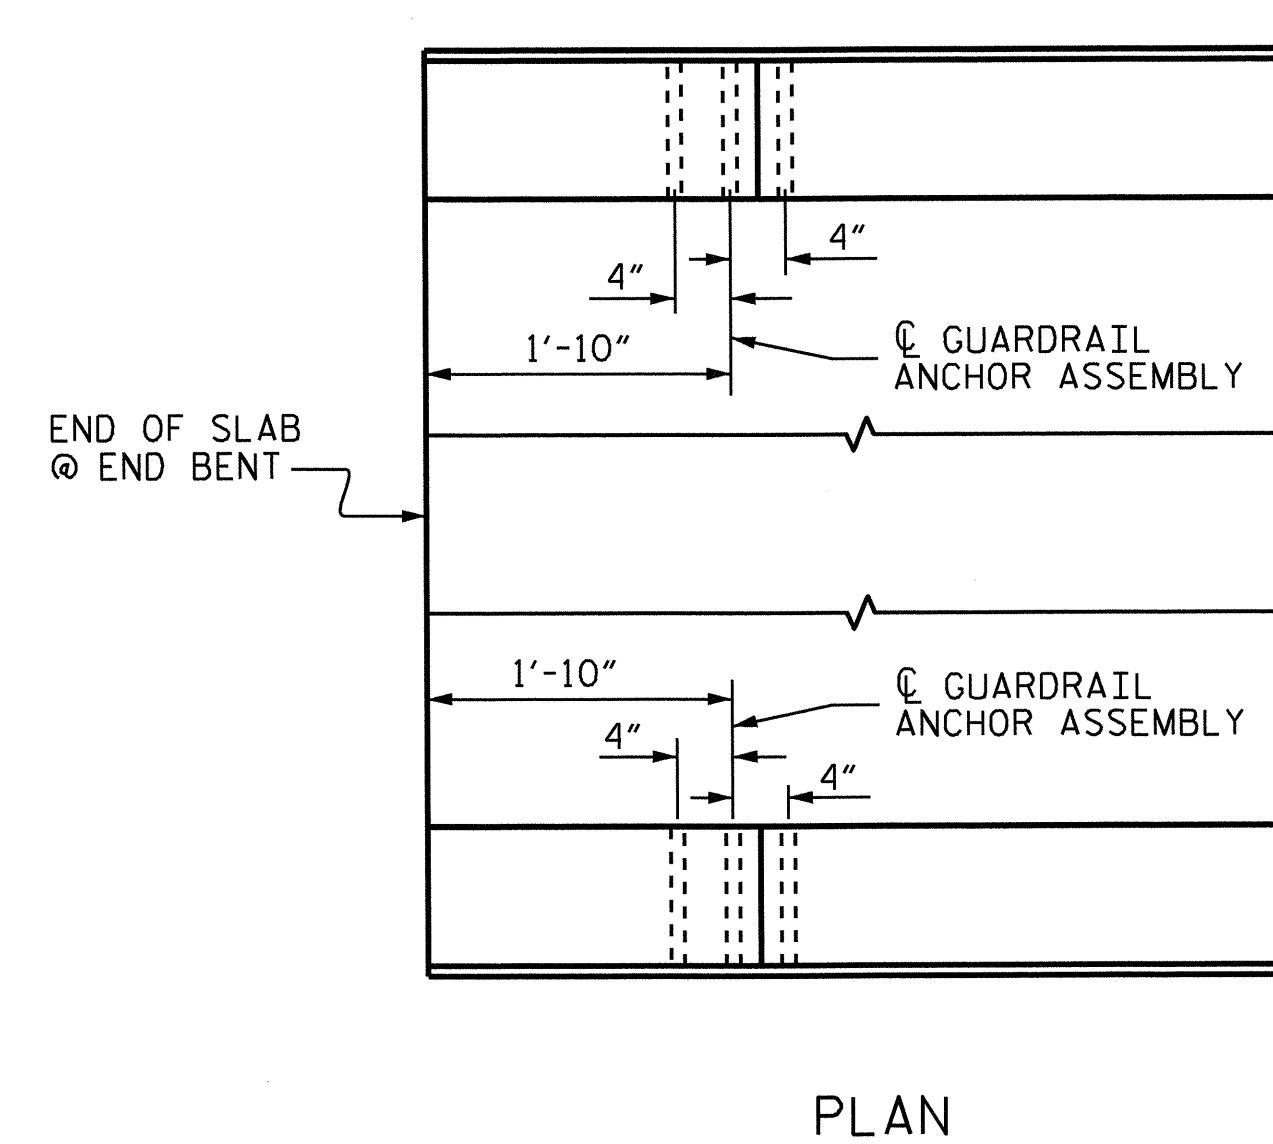 4"
4"
1'-10"
℄ GUARDRAIL
ANCHOR ASSEMBLY
END OF SLAB
@ END BENT
1'-10"
℄ GUARDRAIL
ANCHOR ASSEMBLY
4"
4"
PLAN